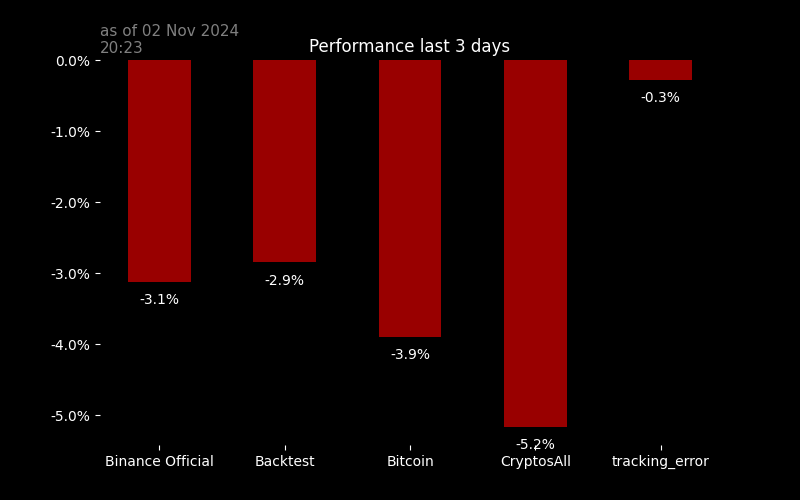 as of 02 Nov 2024
20:23
Performance last 3 days
0.0%
-1.0%
-2.0%
-3.0%
-4.0%
-5.0%
-3.1%
-2.9%
-3.9%
-5.2%
-0.3%
Binance Official
Backtest
Bitcoin
CryptosAll
tracking_error